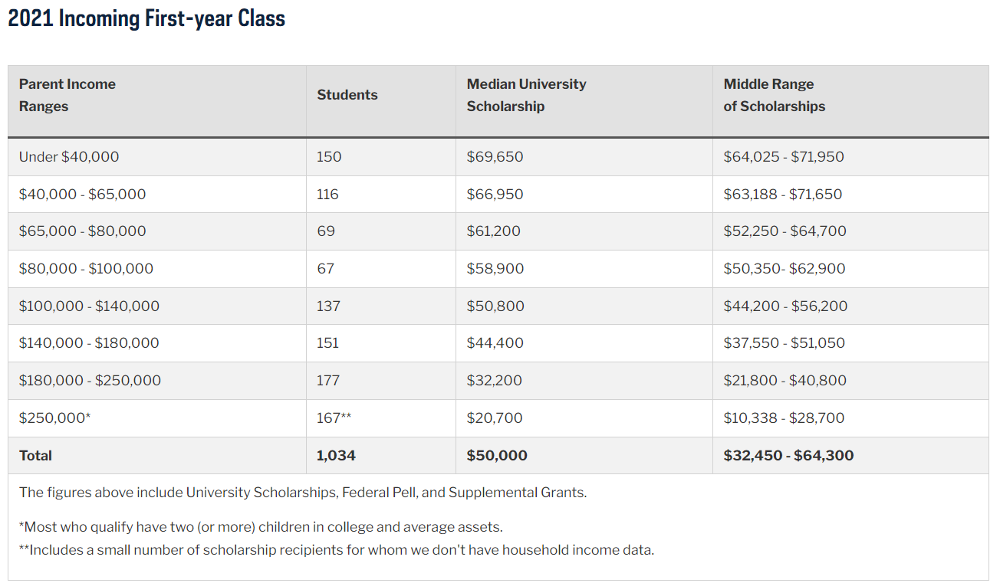 2021 Incoming First-year Class
Parent Income
Ranges
Students
Median University
Scholarship
Middle Range
of Scholarships
Under $40,000 150 $69,650 $64,025 - $71,950
$40,000 - $65,000 116 $66,950 $63,188 - $71,650
$65,000 - $80,000 69 $61,200 $52,250 - $64,700
$80,000 - $100,000 67 $58,900 $50,350- $62,900
$100,000 - $140,000 137 $50,800 $44,200 - $56,200
$140,000 - $180,000 151 $44,400 $37,550 - $51,050
$180,000 - $250,000 177 $32,200 $21,800 - $40,800
$250,000* 167** $20,700 $10,338 - $28,700
Total 1,034 $50,000 $32,450 - $64,300
The figures above include University Scholarships, Federal Pell, and Supplemental Grants.
*Most who qualify have two (or more) children in college and average assets.
**Includes a small number of scholarship recipients for whom we don't have household income data.